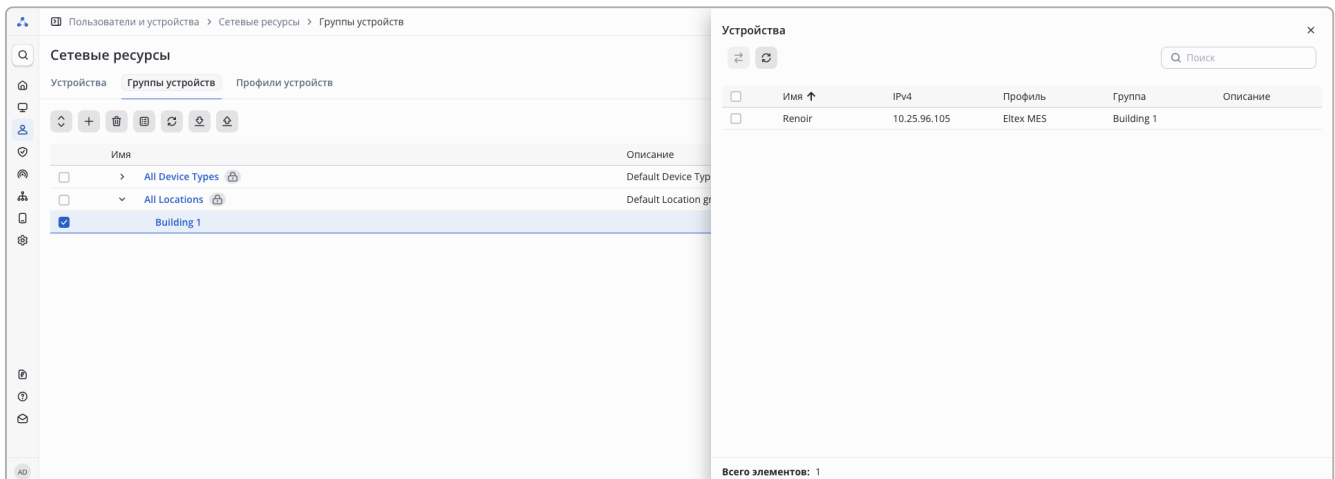 Пользователи и устройства > Сетевые ресурсы > Группы устройств
Сетевые ресурсы
Устройства Группы устройств Профили устройств
Имя Описание
All Device Types Default Device Typ
All Locations Default Location gr
Building 1
AD
Устройства
Поиск
Имя IPv4 Профиль Группа Описание
Renoir 10.25.96.105 Eltex MES Building 1
Всего элементов: 1